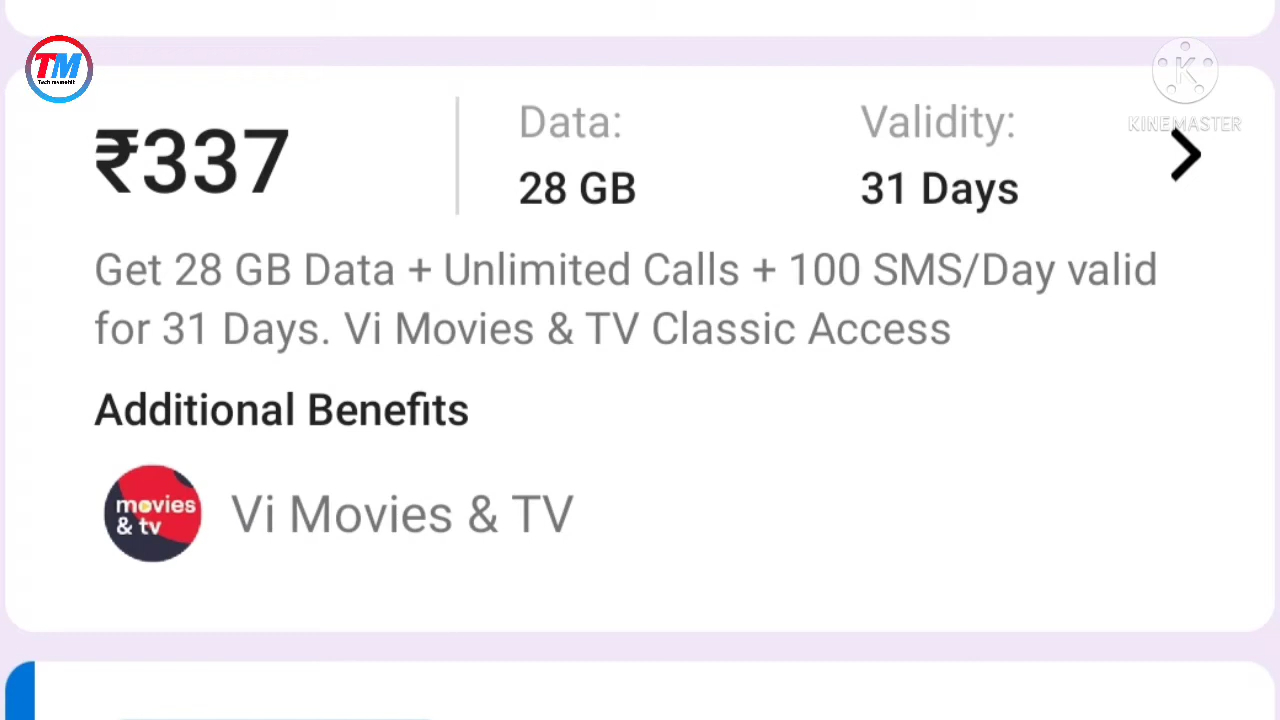 TM
₹337
Data:
28 GB
Validity:
31 Days
K
KINEMASTER
Get 28 GB Data + Unlimited Calls + 100 SMS/Day valid
for 31 Days. Vi Movies & TV Classic Access
Additional Benefits
movies
& tv
Vi Movies & TV